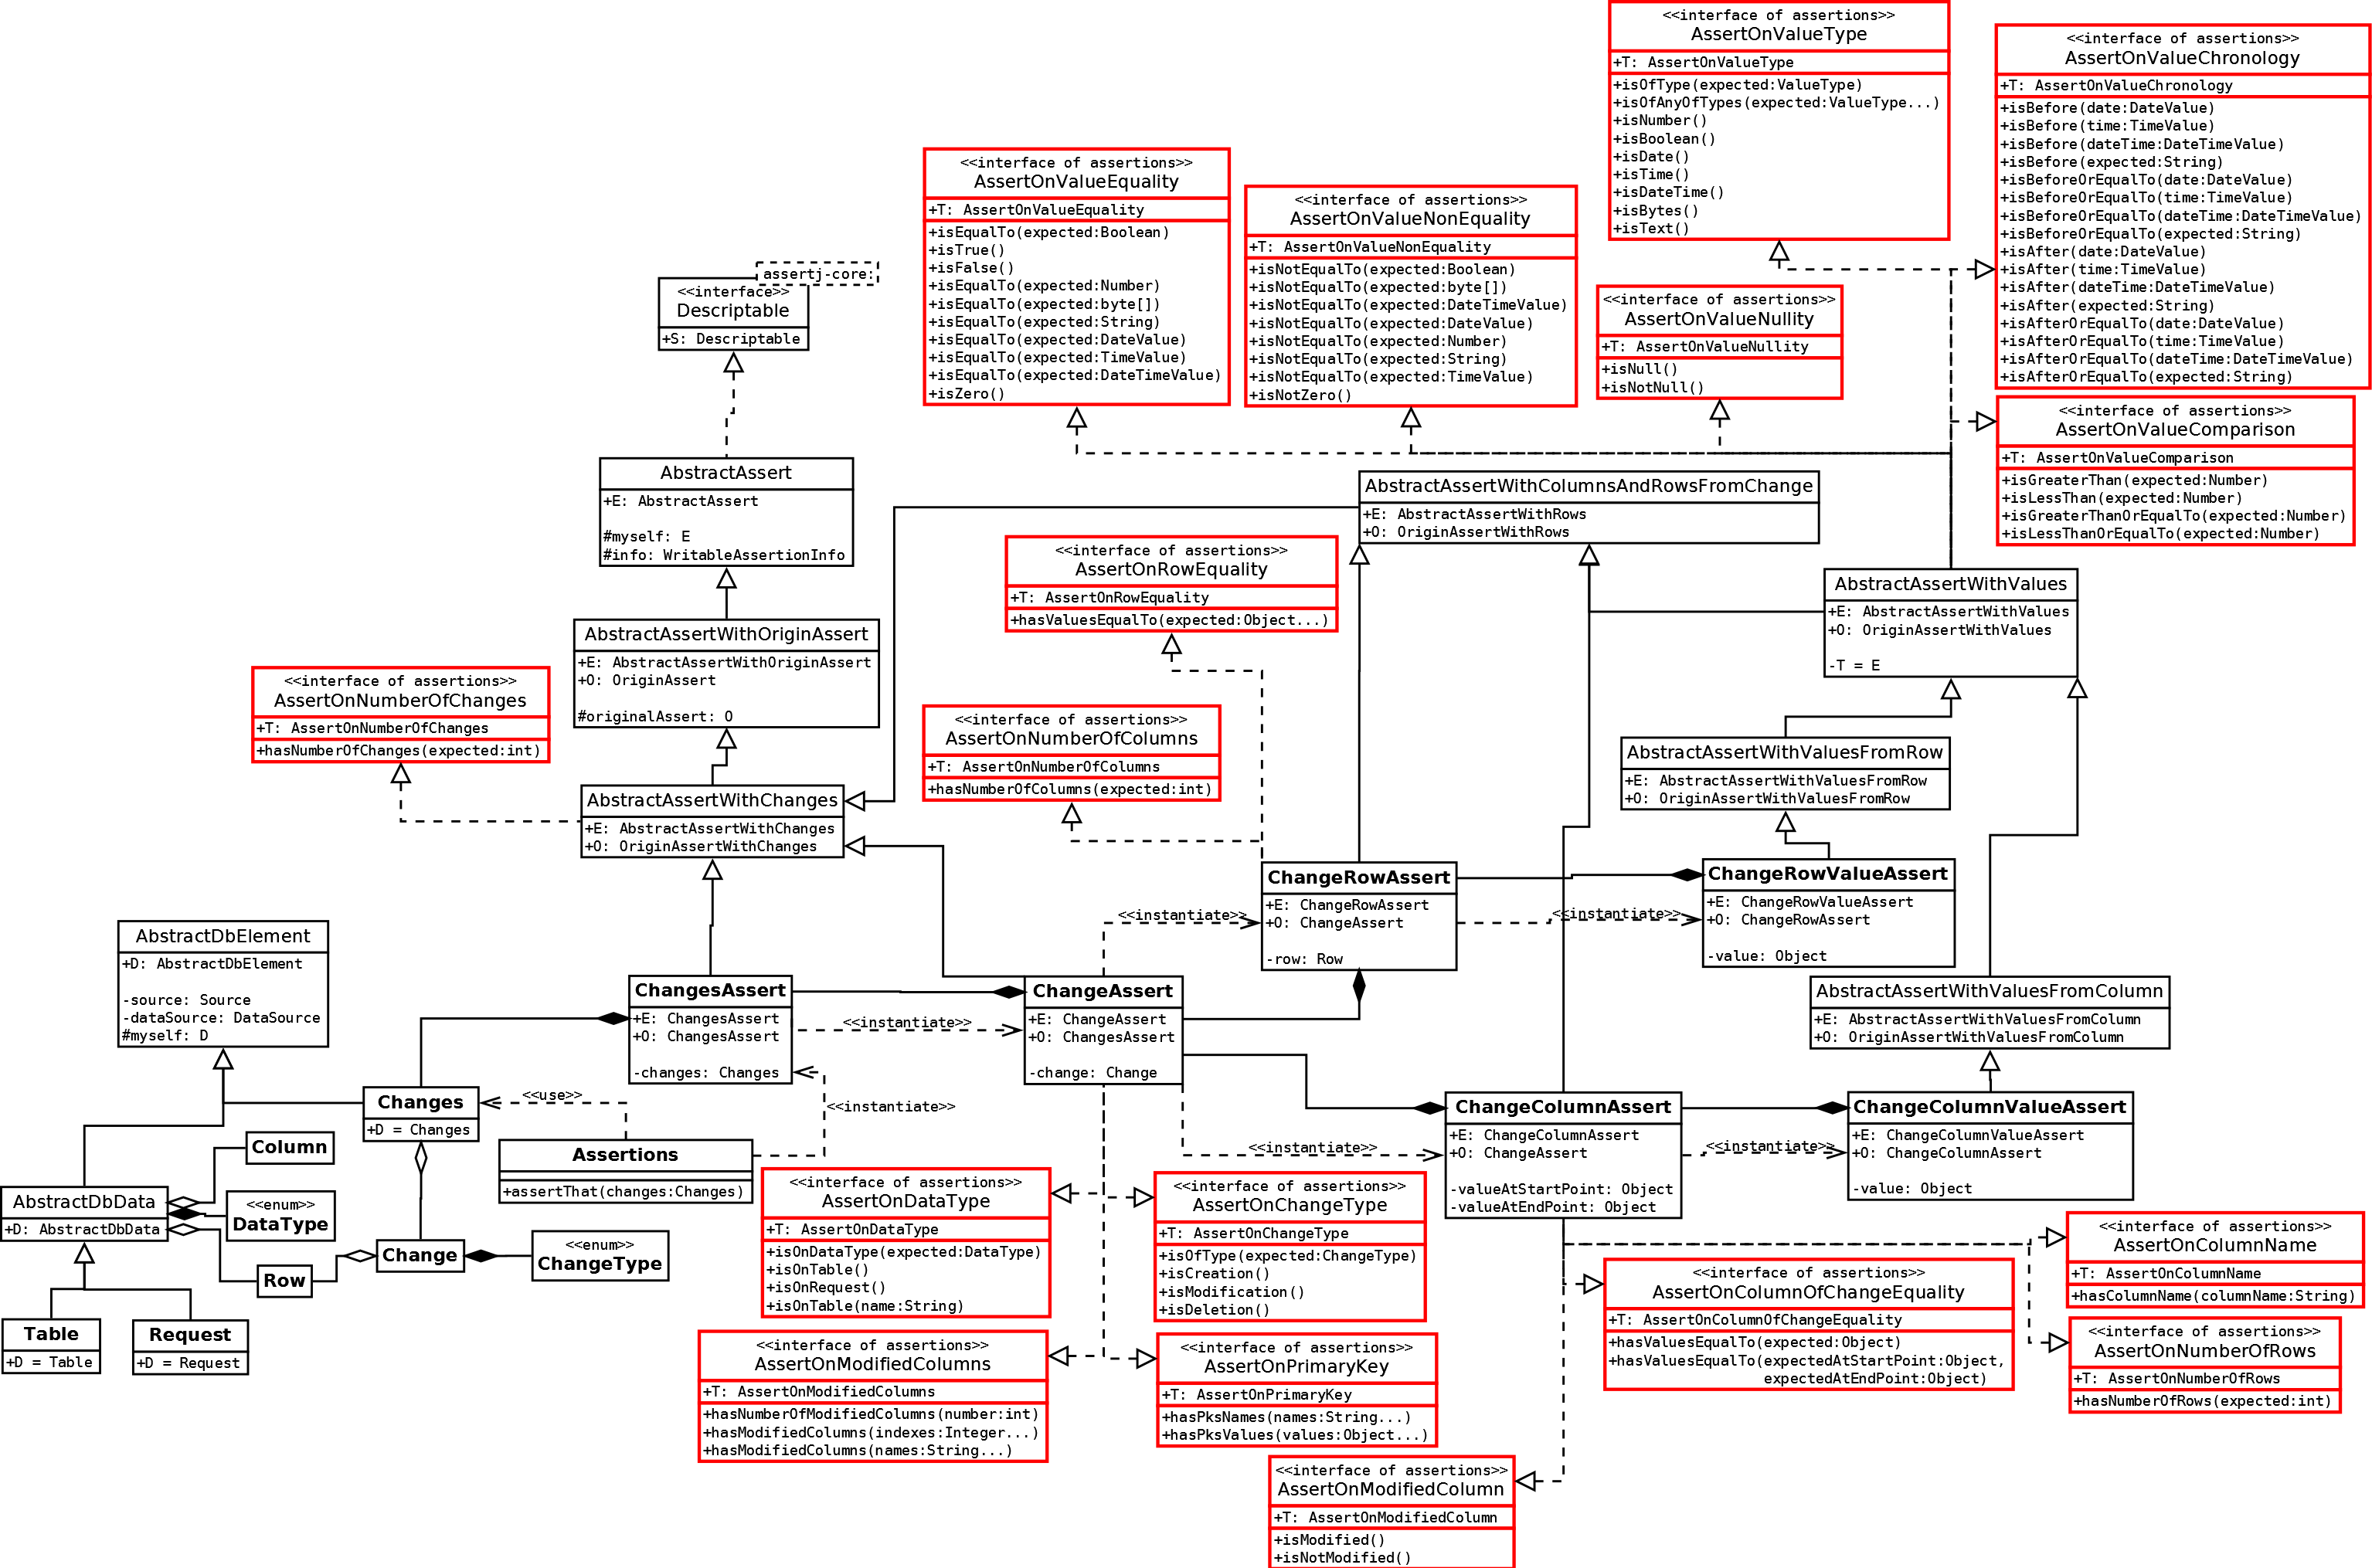 <<interface of assertions>>
AssertOnValueType
+T: AssertOnValueType
+isOfType(expected:ValueType)
+isOfAnyOfTypes(expected:ValueType...)
+isNumber()
+isBoolean()
+isDate()
+isTime()
+isDateTime()
+isBytes()
+isText()
<<interface of assertions>>
AssertOnValueChronology
+T: AssertOnValueChronology
+isBefore(date:DateValue)
+isBefore(time:TimeValue)
+isBefore(dateTime:DateTimeValue)
+isBefore(expected:String)
+isBeforeOrEqualTo(date:DateValue)
+isBeforeOrEqualTo(time:TimeValue)
+isBeforeOrEqualTo(dateTime:DateTimeValue)
+isBeforeOrEqualTo(expected:String)
+isAfter(date:DateValue)
+isAfter(time:TimeValue)
+isAfter(dateTime:DateTimeValue)
+isAfter(expected:String)
+isAfterOrEqualTo(date:DateValue)
+isAfterOrEqualTo(time:TimeValue)
+isAfterOrEqualTo(dateTime:DateTimeValue)
+isAfterOrEqualTo(expected:String)
<<interface of assertions>>
AssertOnValueEquality
+T: AssertOnValueEquality
+isEqualTo(expected:Boolean)
+isTrue()
+isFalse()
+isEqualTo(expected:Number)
+isEqualTo(expected:byte[])
+isEqualTo(expected:String)
+isEqualTo(expected:DateValue)
+isEqualTo(expected:TimeValue)
+isEqualTo(expected:DateTimeValue)
+isZero()
<<interface of assertions>>
AssertOnValueNonEquality
+T: AssertOnValueNonEquality
+isNotEqualTo(expected:Boolean)
+isNotEqualTo(expected:byte[])
+isNotEqualTo(expected:DateTimeValue)
+isNotEqualTo(expected:DateValue)
+isNotEqualTo(expected:Number)
+isNotEqualTo(expected:String)
+isNotEqualTo(expected:TimeValue)
+isNotZero()
<<interface of assertions>>
AssertOnValueNullity
+T: AssertOnValueNullity
+isNull()
+isNotNull()
assertj-core:
<<interface>>
Descriptable
+S: Descriptable
<<interface of assertions>>
AssertOnValueComparison
+T: AssertOnValueComparison
+isGreaterThan(expected:Number)
+isLessThan(expected:Number)
+isGreaterThanOrEqualTo(expected:Number)
+isLessThanOrEqualTo(expected:Number)
AbstractAssert
+E: AbstractAssert
#myself: E
#info: WritableAssertionInfo
AbstractAssertWithColumnsAndRowsFromChange
+E: AbstractAssertWithRows
+O: OriginAssertWithRows
<<interface of assertions>>
AssertOnRowEquality
+T: AssertOnRowEquality
+hasValuesEqualTo(expected:Object...)
AbstractAssertWithValues
+E: AbstractAssertWithValues
+O: OriginAssertWithValues
-T = E
AbstractAssertWithOriginAssert
+E: AbstractAssertWithOriginAssert
+O: OriginAssert
#originalAssert: O
<<interface of assertions>>
AssertOnNumberOfChanges
+T: AssertOnNumberOfChanges
+hasNumberOfChanges(expected:int)
<<interface of assertions>>
AssertOnNumberOfColumns
+T: AssertOnNumberOfColumns
+hasNumberOfColumns(expected:int)
AbstractAssertWithValuesFromRow
+E: AbstractAssertWithValuesFromRow
+O: OriginAssertWithValuesFromRow
AbstractAssertWithChanges
+E: AbstractAssertWithChanges
+O: OriginAssertWithChanges
ChangeRowAssert
+E: ChangeRowAssert
+O: ChangeAssert
-row: Row
<<instantiate>>
<<instantiate>>
ChangeRowValueAssert
+E: ChangeRowValueAssert
+O: ChangeRowAssert
-value: Object
AbstractDbElement
+D: AbstractDbElement
-source: Source
-dataSource: DataSource
#myself: D
ChangesAssert
+E: ChangesAssert
+O: ChangesAssert
-changes: Changes
<<instantiate>>
ChangeAssert
+E: ChangeAssert
+O: ChangesAssert
-change: Change
AbstractAssertWithValuesFromColumn
+E: AbstractAssertWithValuesFromColumn
+O: OriginAssertWithValuesFromColumn
Changes
+D = Changes
<<use>>
<<instantiate>>
Assertions
+assertThat(changes:Changes)
ChangeColumnAssert
+E: ChangeColumnAssert
+O: ChangeAssert
-valueAtStartPoint: Object
-valueAtEndPoint: Object
<<instantiate>>
<<instantiate>>
ChangeColumnValueAssert
+E: ChangeColumnValueAssert
+O: ChangeColumnAssert
-value: Object
Column
AbstractDbData
+D: AbstractDbData
<<enum>>
DataType
Change
<<enum>>
ChangeType
Row
Table
+D = Table
Request
+D = Request
<<interface of assertions>>
AssertOnDataType
+T: AssertOnDataType
+isOnDataType(expected:DataType)
+isOnTable()
+isOnRequest()
+isOnTable(name:String)
<<interface of assertions>>
AssertOnChangeType
+T: AssertOnChangeType
+isOfType(expected:ChangeType)
+isCreation()
+isModification()
+isDeletion()
<<interface of assertions>>
AssertOnColumnName
+T: AssertOnColumnName
+hasColumnName(columnName:String)
<<interface of assertions>>
AssertOnColumnOfChangeEquality
+T: AssertOnColumnOfChangeEquality
+hasValuesEqualTo(expected:Object)
+hasValuesEqualTo(expectedAtStartPoint:Object,
expectedAtEndPoint:Object)
<<interface of assertions>>
AssertOnNumberOfRows
+T: AssertOnNumberOfRows
+hasNumberOfRows(expected:int)
<<interface of assertions>>
AssertOnModifiedColumns
+T: AssertOnModifiedColumns
+hasNumberOfModifiedColumns(number:int)
+hasModifiedColumns(indexes:Integer...)
+hasModifiedColumns(names:String...)
<<interface of assertions>>
AssertOnPrimaryKey
+T: AssertOnPrimaryKey
+hasPksNames(names:String...)
+hasPksValues(values:Object...)
<<interface of assertions>>
AssertOnModifiedColumn
+T: AssertOnModifiedColumn
+isModified()
+isNotModified()